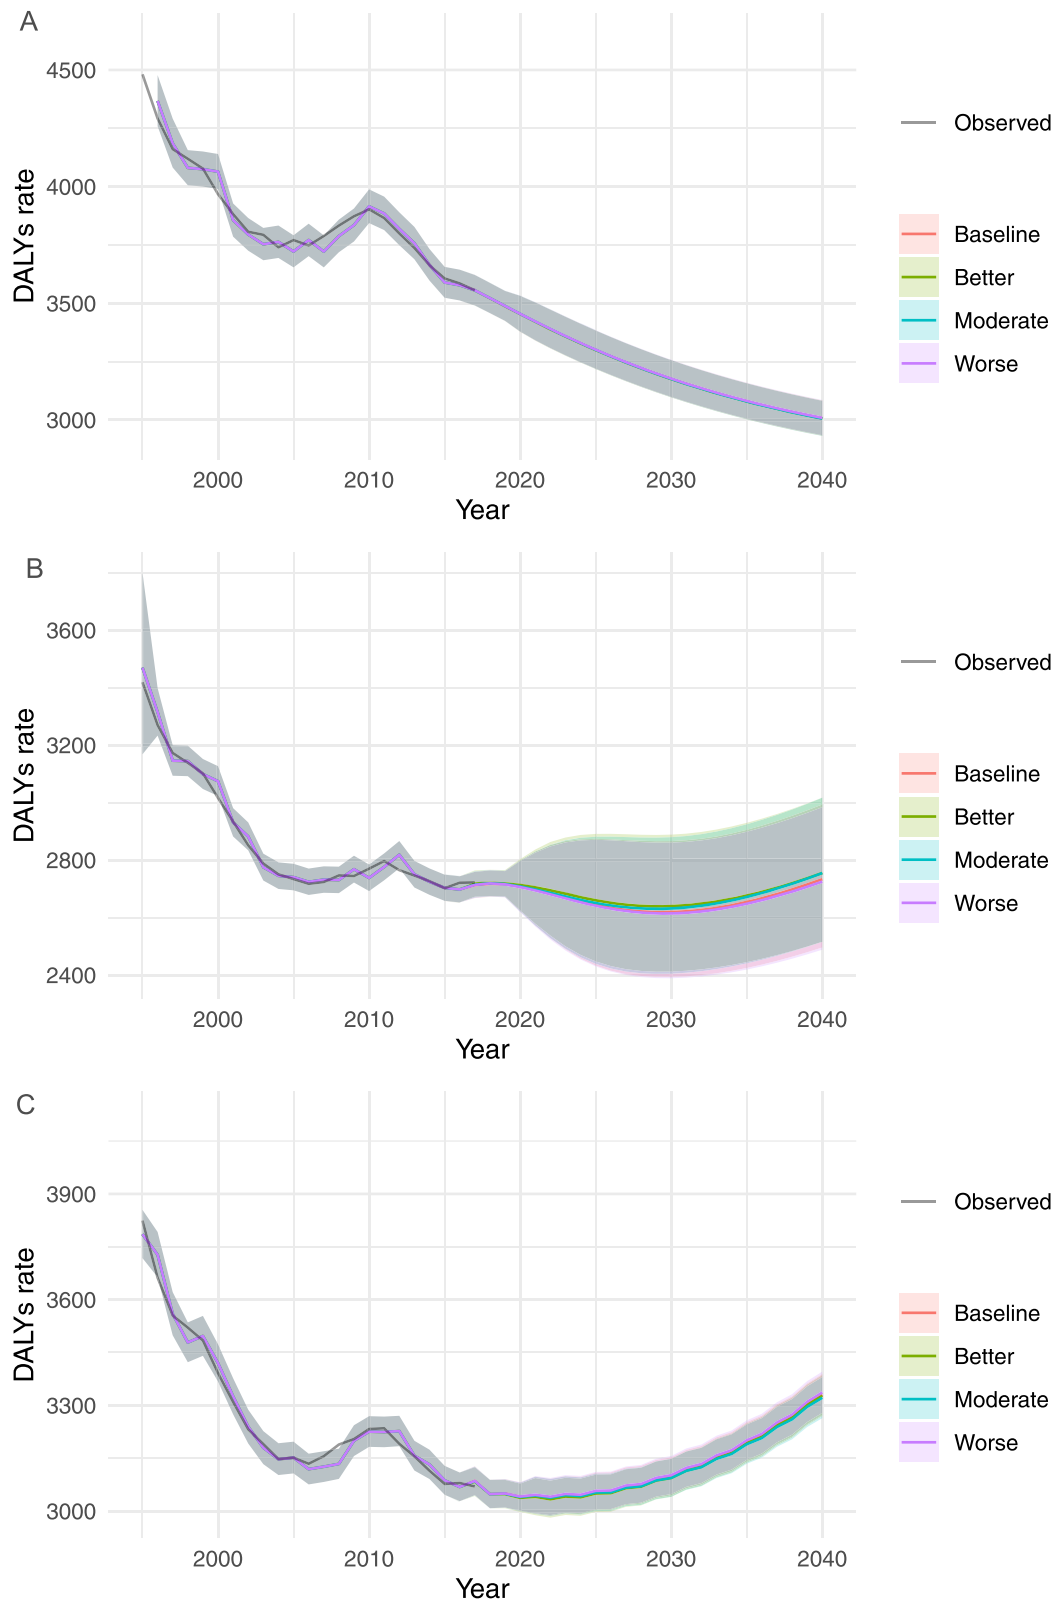 A
4500
4000
3500
3000
DALYs rate
2000 2010 2020 2030 2040
Year
Observed
Baseline
Better
Moderate
Worse
B
3600
3200
2800
2400
DALYs rate
2000 2010 2020 2030 2040
Year
Observed
Baseline
Better
Moderate
Worse
C
3900
3600
3300
3000
DALYs rate
2000 2010 2020 2030 2040
Year
Observed
Baseline
Better
Moderate
Worse